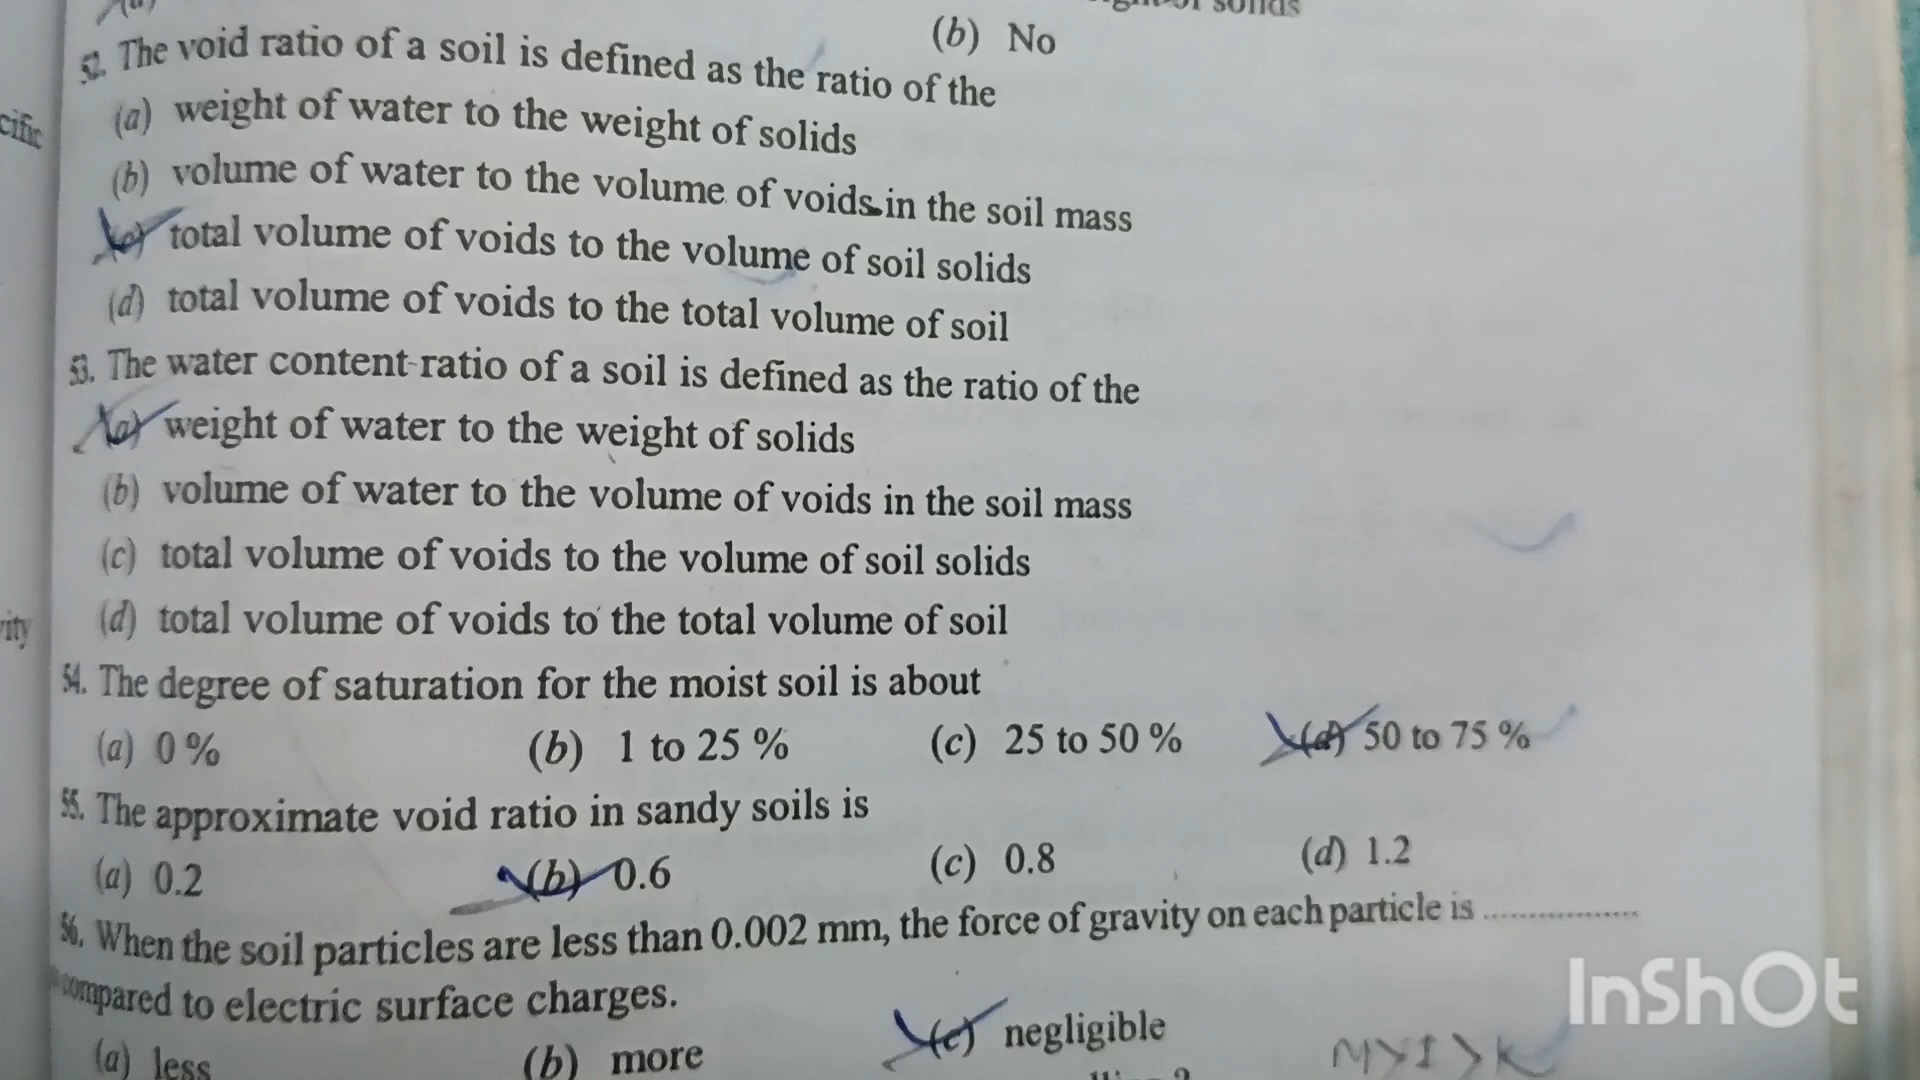 (b) No
52. The void ratio of a soil is defined as the ratio of the
(a) weight of water to the weight of solids
(b) volume of water to the volume of voids in the soil mass
(c) total volume of voids to the volume of soil solids
(d) total volume of voids to the total volume of soil
53. The water content ratio of a soil is defined as the ratio of the
(a) weight of water to the weight of solids
(b) volume of water to the volume of voids in the soil mass
(c) total volume of voids to the volume of soil solids
(d) total volume of voids to the total volume of soil
54. The degree of saturation for the moist soil is about
(a) 0 % (b) 1 to 25 % (c) 25 to 50 % (d) 50 to 75 %
55. The approximate void ratio in sandy soils is
(a) 0.2 (b) 0.6 (c) 0.8 (d) 1.2
56. When the soil particles are less than 0.002 mm, the force of gravity on each particle is ................
compared to electric surface charges.
(a) less (b) more (c) negligible
InShOt